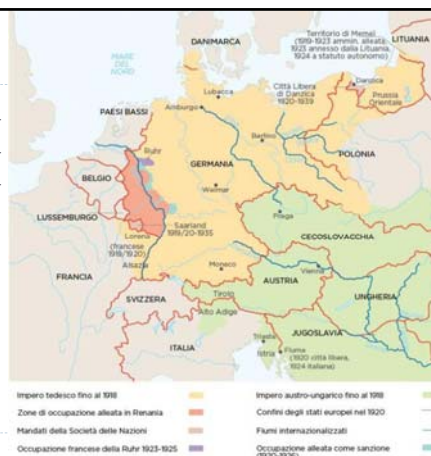 DANIMARCA
Territorio di Memel
(1919-1923 ammin. alleata
1923 annesso dalla Lituania,
1924 a statuto autonomo)
LITUANIA
MARE
DEL
NORD
Lubecca
Amburgo
Città Libera
di Danzica
1920-1939
Danzica
Prussia
Orientale
PAESI BASSI
Berlino
POLONIA
Ruhr
GERMANIA
BELGIO
Weimar
LUSSEMBURGO
Saarland
1919/20-1935
Praga
Lorena
(francese
1919/1920)
CECOSLOVACCHIA
Alsazia
FRANCIA
Monaco
Vienna
AUSTRIA
SVIZZERA
Tirolo
UNGHERIA
Alto Adige
ITALIA
Trieste
JUGOSLAVIA
Istria
Fiume
(1920 città libera,
1924 italiana)
Impero tedesco fino al 1918
Impero austro-ungarico fino al 1918
Zone di occupazione alleata in Renania
Confini degli stati europei nel 1920
Mandati della Società delle Nazioni
Fiumi internazionalizzati
Occupazione francese della Ruhr 1923-1925
Occupazione alleata come sanzione
(1920-1926)